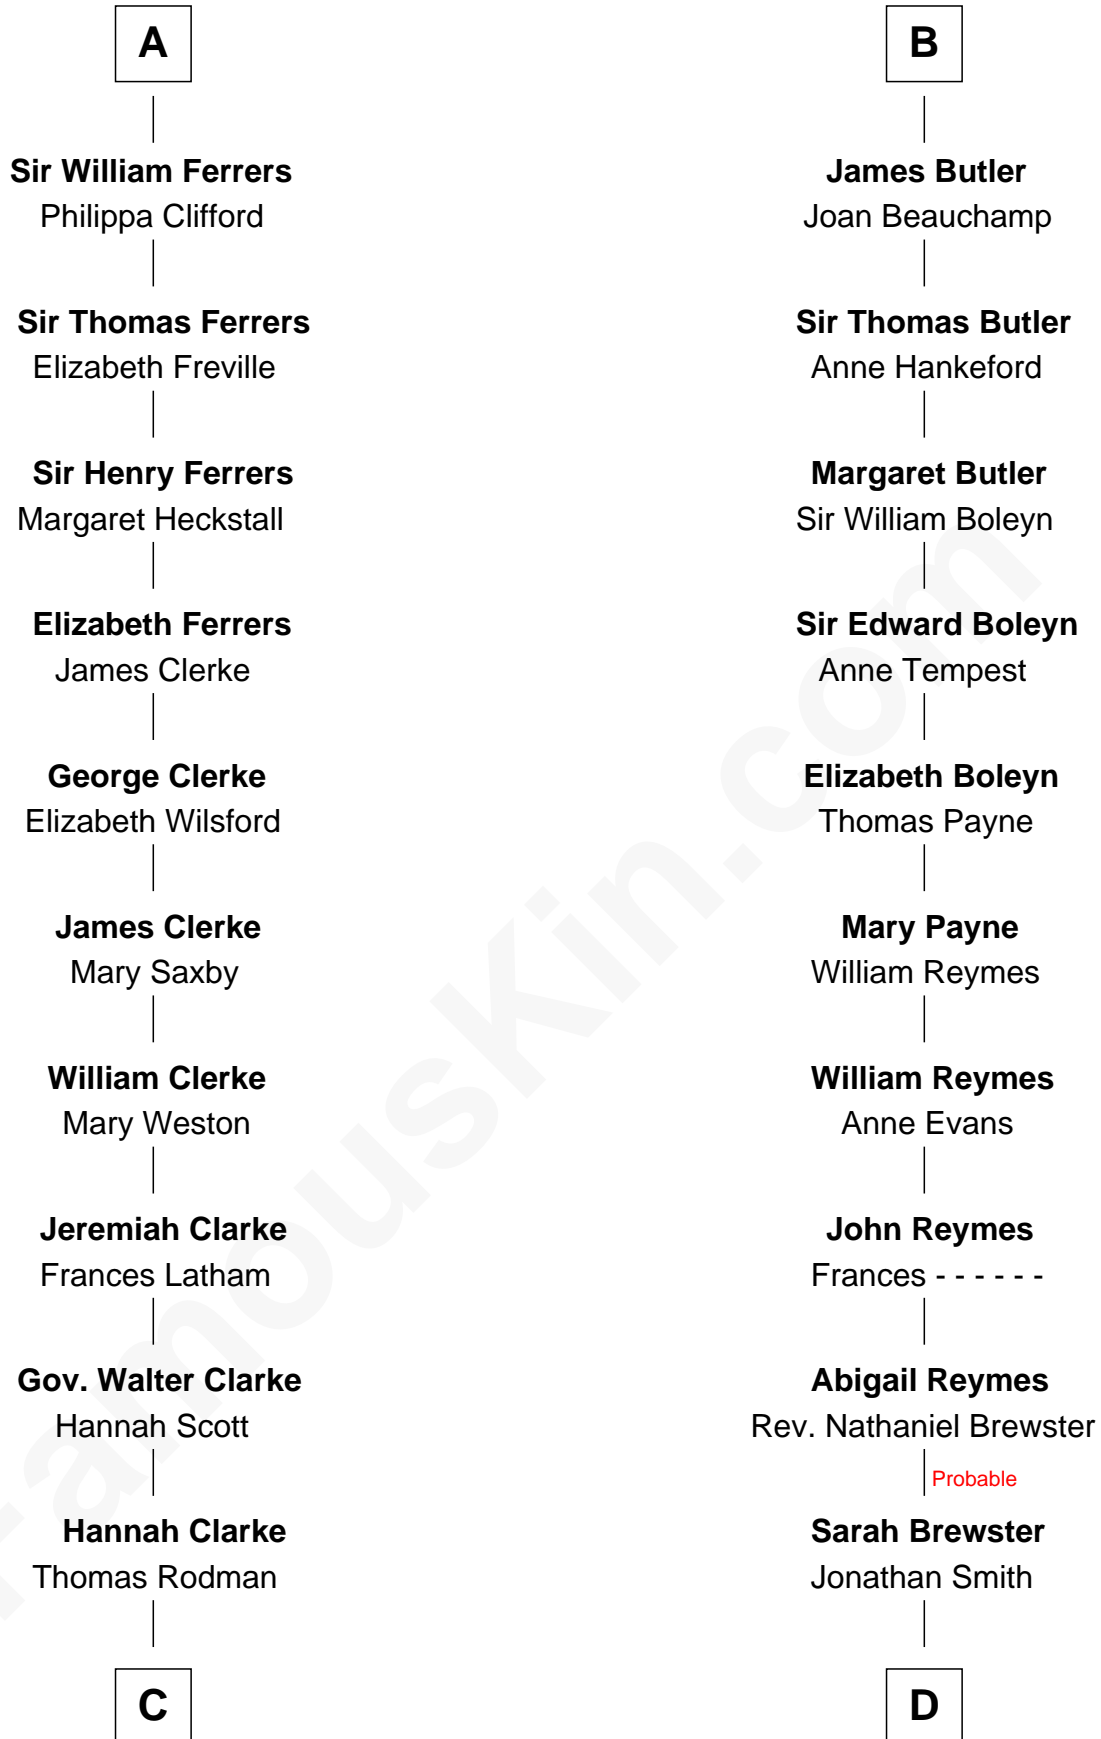 A
Sir William Ferrers
Philippa Clifford
Sir Thomas Ferrers
Elizabeth Freville
Sir Henry Ferrers
Margaret Heckstall
Elizabeth Ferrers
James Clerke
George Clerke
Elizabeth Wilsford
James Clerke
Mary Saxby
William Clerke
Mary Weston
Jeremiah Clarke
Frances Latham
Gov. Walter Clarke
Hannah Scott
Hannah Clarke
Thomas Rodman
C
B
James Butler
Joan Beauchamp
Sir Thomas Butler
Anne Hankeford
Margaret Butler
Sir William Boleyn
Sir Edward Boleyn
Anne Tempest
Elizabeth Boleyn
Thomas Payne
Mary Payne
William Reymes
William Reymes
Anne Evans
John Reymes
Frances - - - - - -
Abigail Reymes
Rev. Nathaniel Brewster
Probable
Sarah Brewster
Jonathan Smith
D
FamousKin.com